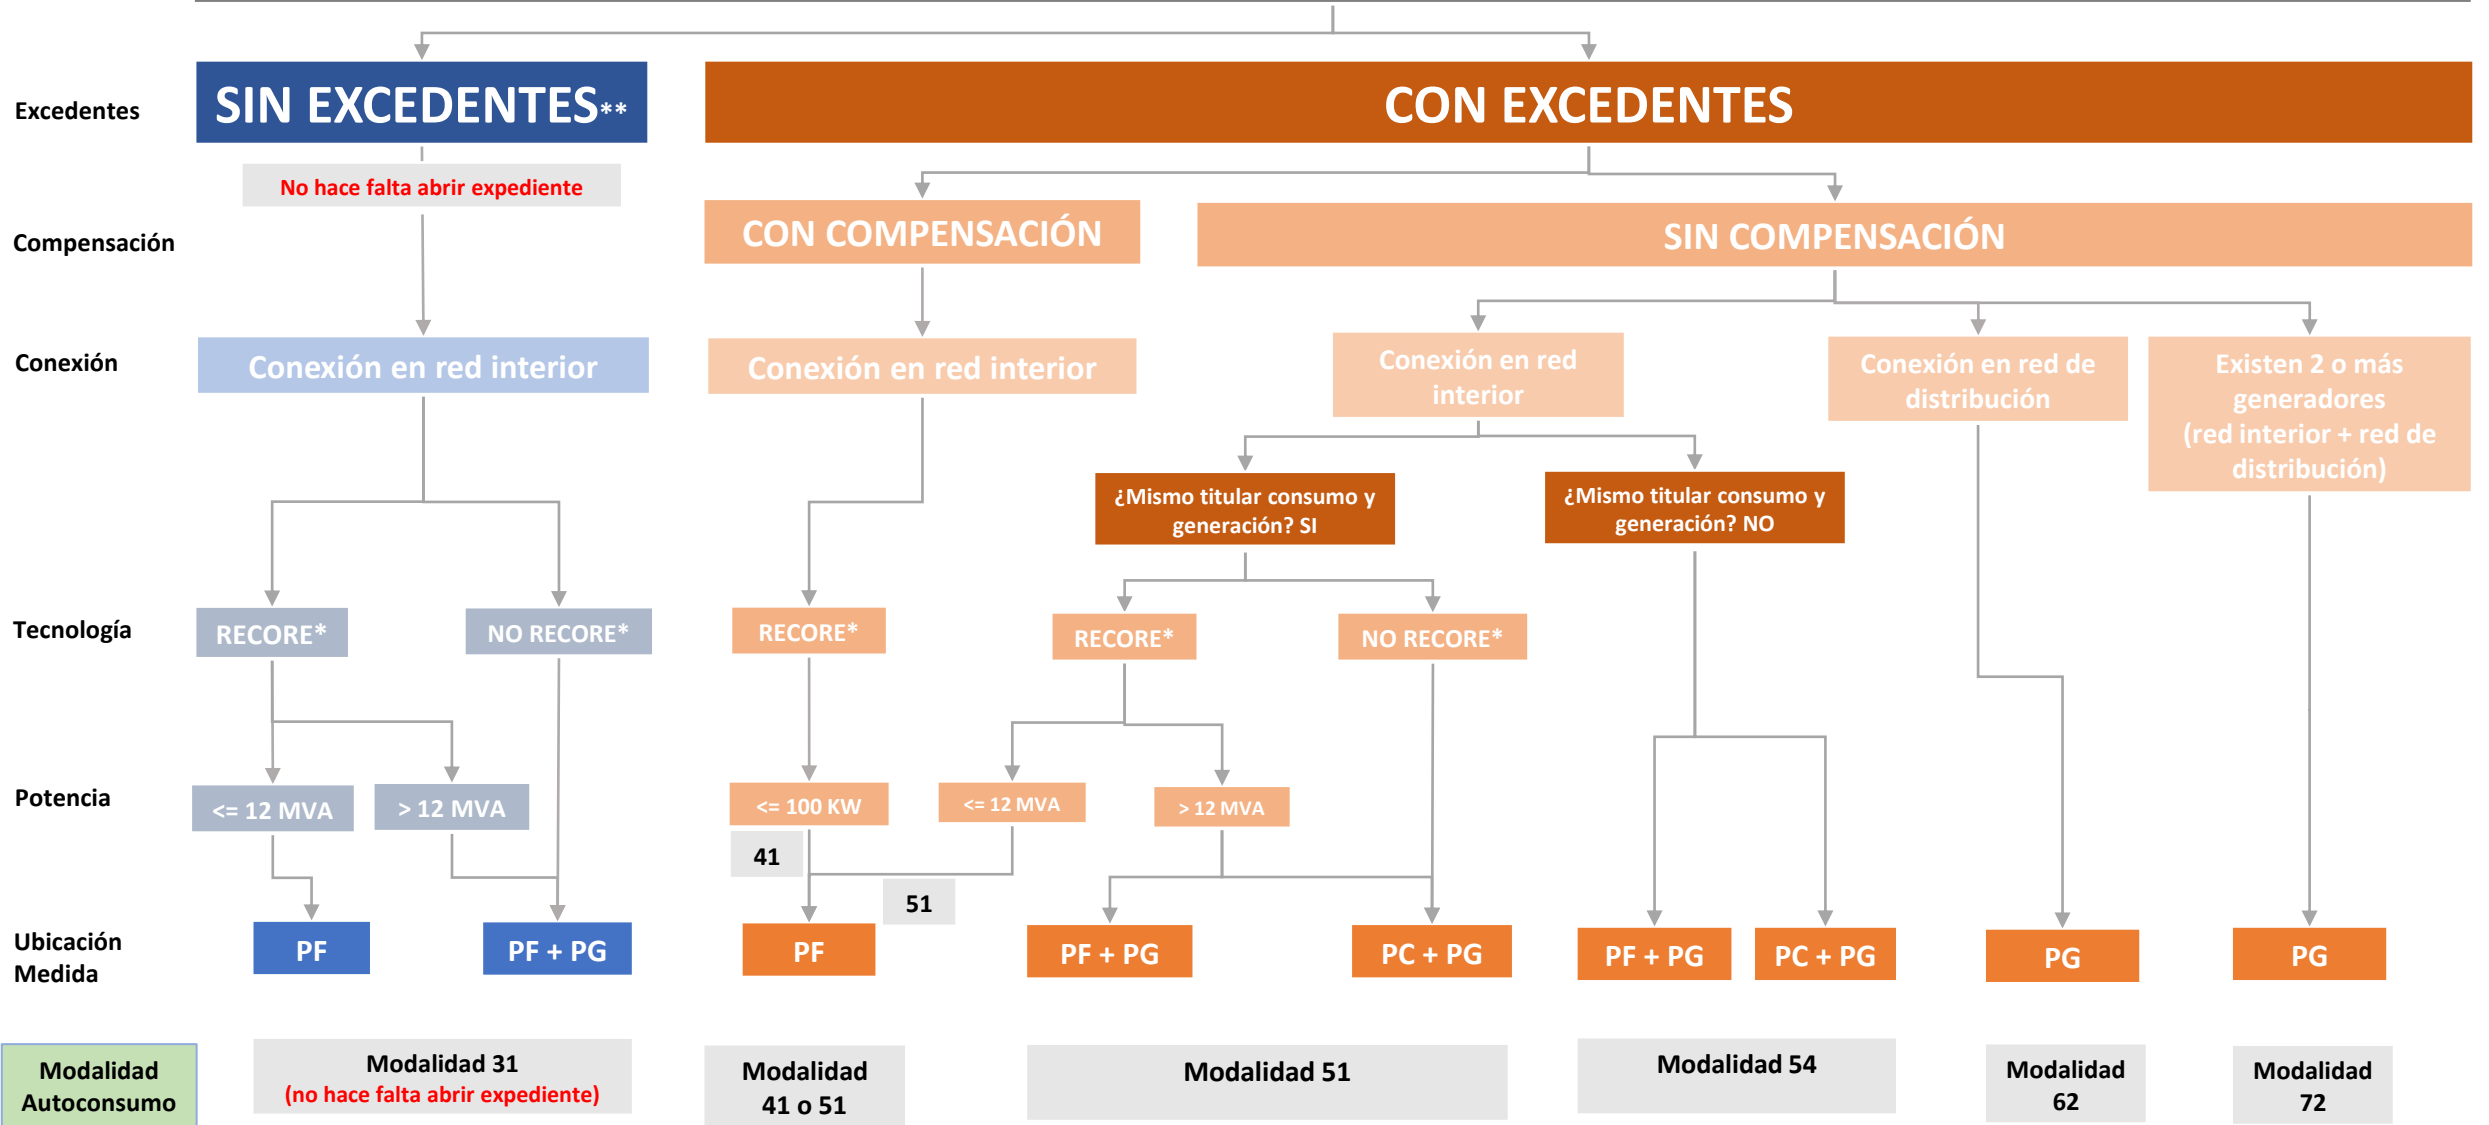 Excedentes
SIN EXCEDENTES**
CON EXCEDENTES
No hace falta abrir expediente
Compensación
CON COMPENSACIÓN
SIN COMPENSACIÓN
Conexión
Conexión en red interior
Conexión en red interior
Conexión en red
interior
Conexión en red de
distribución
Existen 2 o más
generadores
(red interior + red de
distribución)
¿Mismo titular consumo y
generación? SI
¿Mismo titular consumo y
generación? NO
Tecnología
RECORE*
NO RECORE*
RECORE*
RECORE*
NO RECORE*
Potencia
<= 12 MVA
> 12 MVA
<= 100 KW
<= 12 MVA
> 12 MVA
41
51
Ubicación
Medida
PF
PF + PG
PF
PF + PG
PC + PG
PF + PG
PC + PG
PG
PG
Modalidad
Autoconsumo
Modalidad 31
(no hace falta abrir expediente)
Modalidad
41 o 51
Modalidad 51
Modalidad 54
Modalidad
62
Modalidad
72